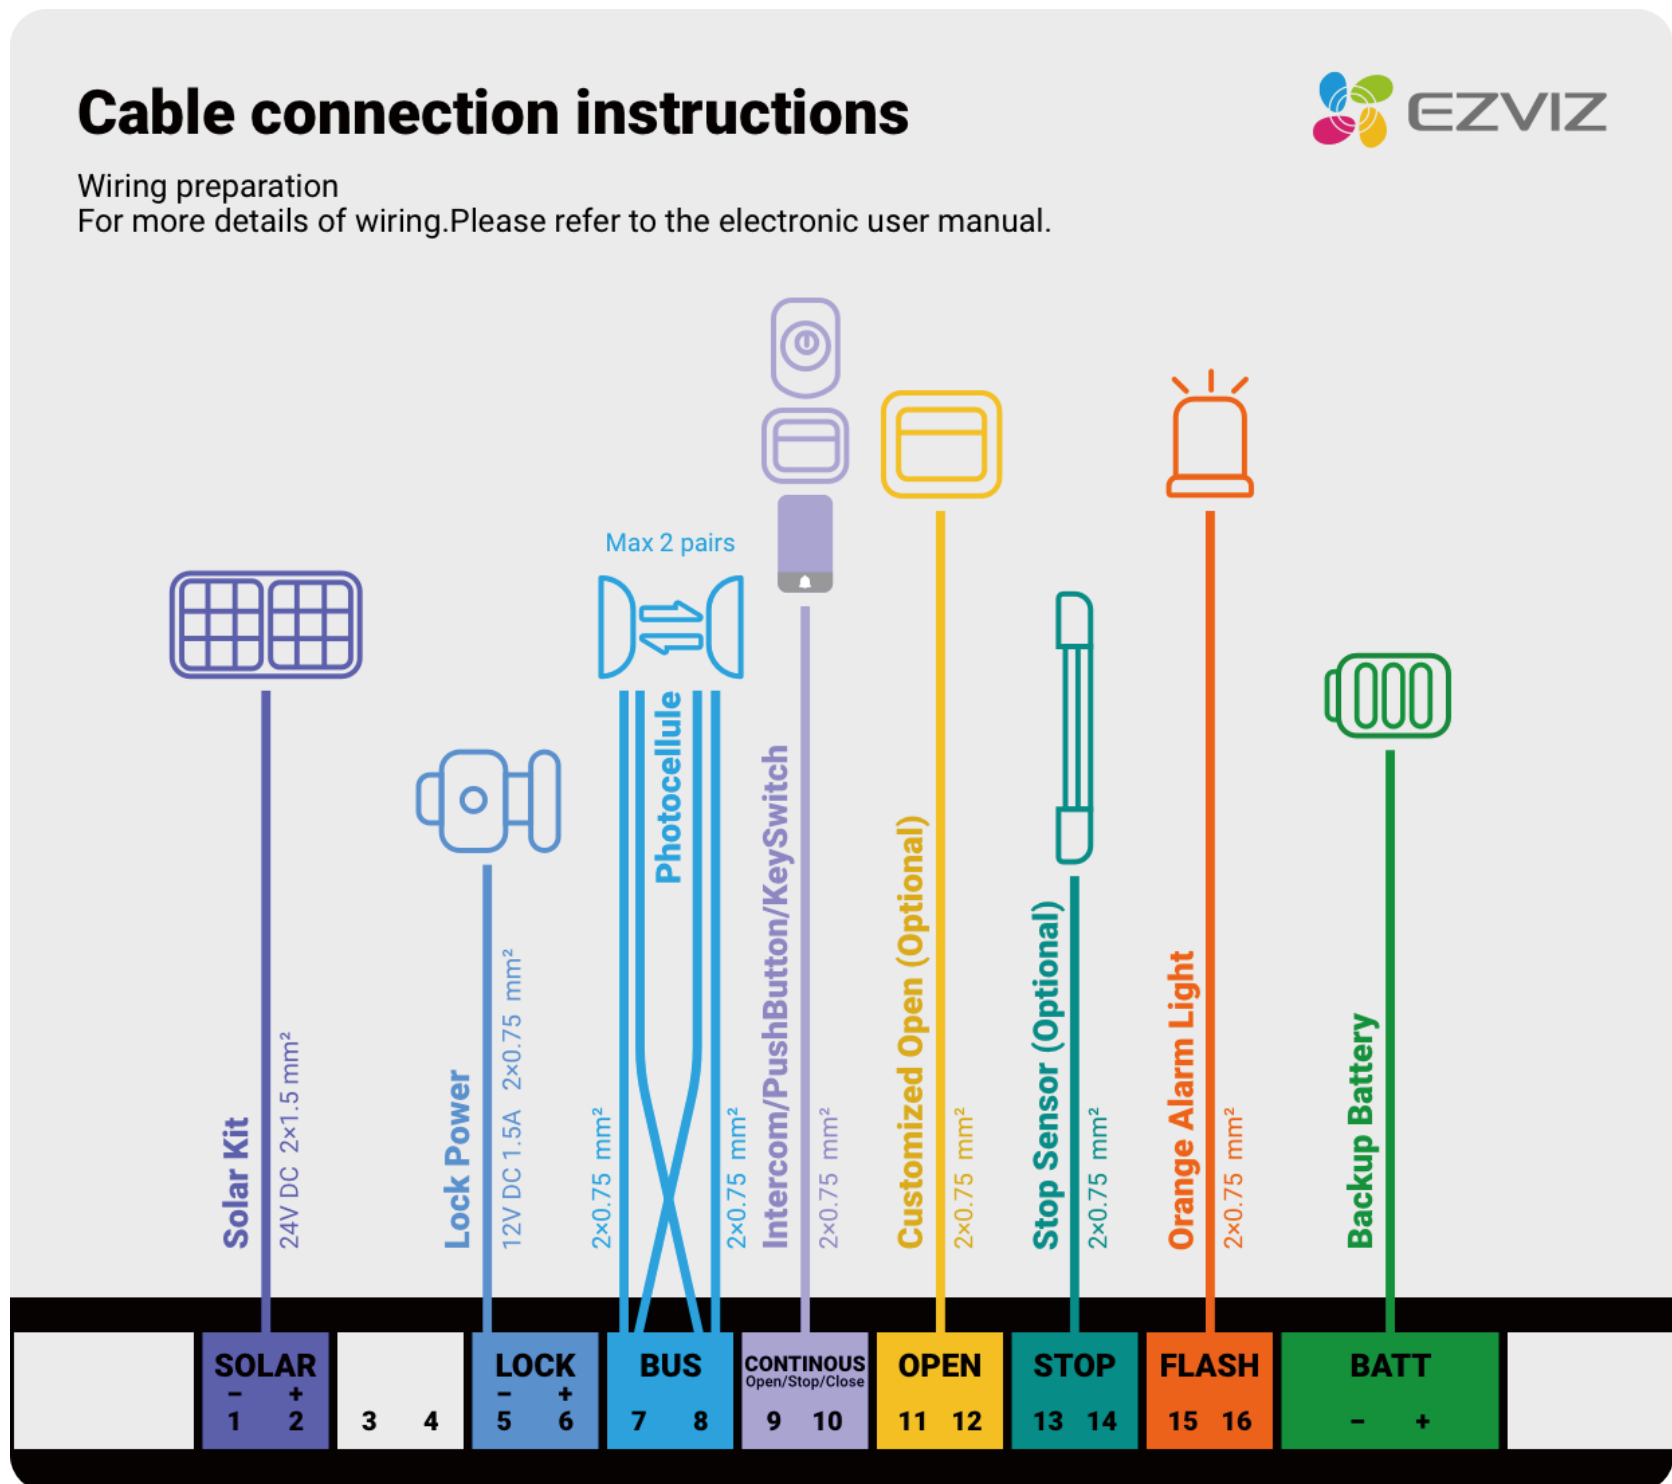 Cable connection instructions
EZVIZ
Wiring preparation
For more details of wiring.Please refer to the electronic user manual.
Max 2 pairs
Solar Kit
24V DC 2×1.5 mm²
Lock Power
12V DC 1.5A 2×0.75 mm²
2×0.75 mm²
Photocellule
2×0.75 mm²
Intercom/PushButton/KeySwitch
2×0.75 mm²
Customized Open (Optional)
2×0.75 mm²
Stop Sensor (Optional)
2×0.75 mm²
Orange Alarm Light
2×0.75 mm²
Backup Battery
SOLAR
− +
1 2
3 4
LOCK
− +
5 6
BUS
7 8
CONTINOUS
Open/Stop/Close
9 10
OPEN
11 12
STOP
13 14
FLASH
15 16
BATT
− +